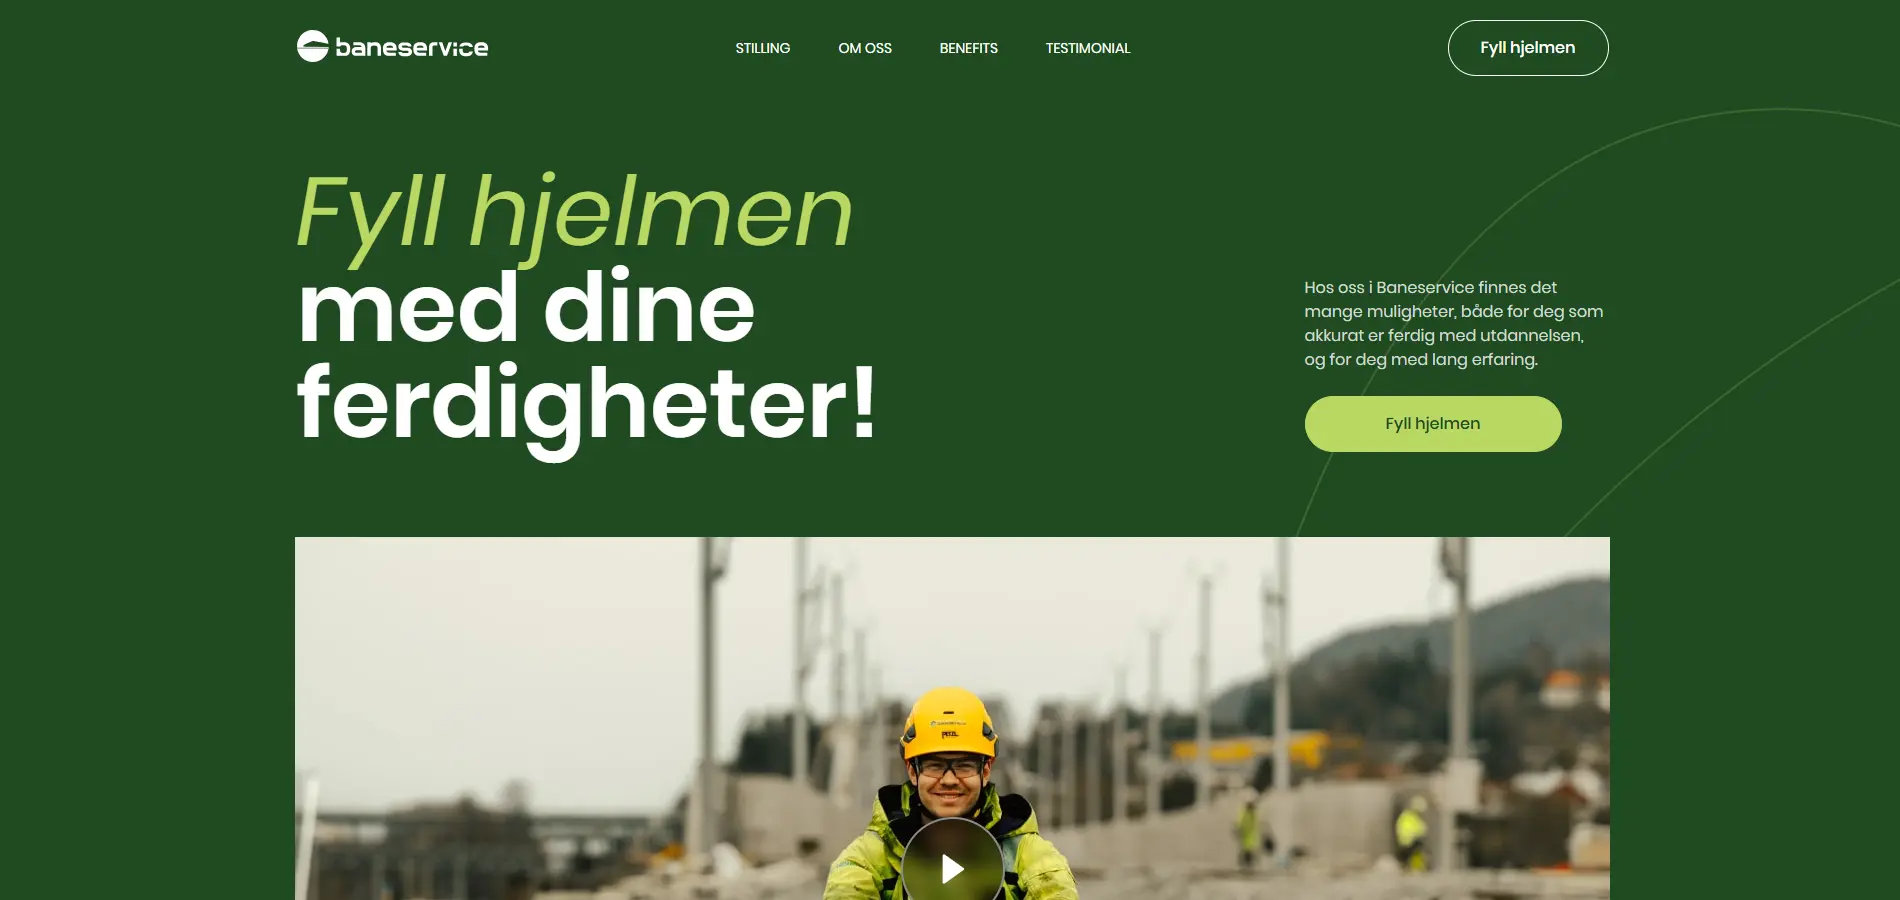 baneservice
STILLING
OM OSS
BENEFITS
TESTIMONIAL
Fyll hjelmen
Fyll hjelmen
med dine
ferdigheter!
Hos oss i Baneservice finnes det
mange muligheter, både for deg som
akkurat er ferdig med utdannelsen,
og for deg med lang erfaring.
Fyll hjelmen
PETZL